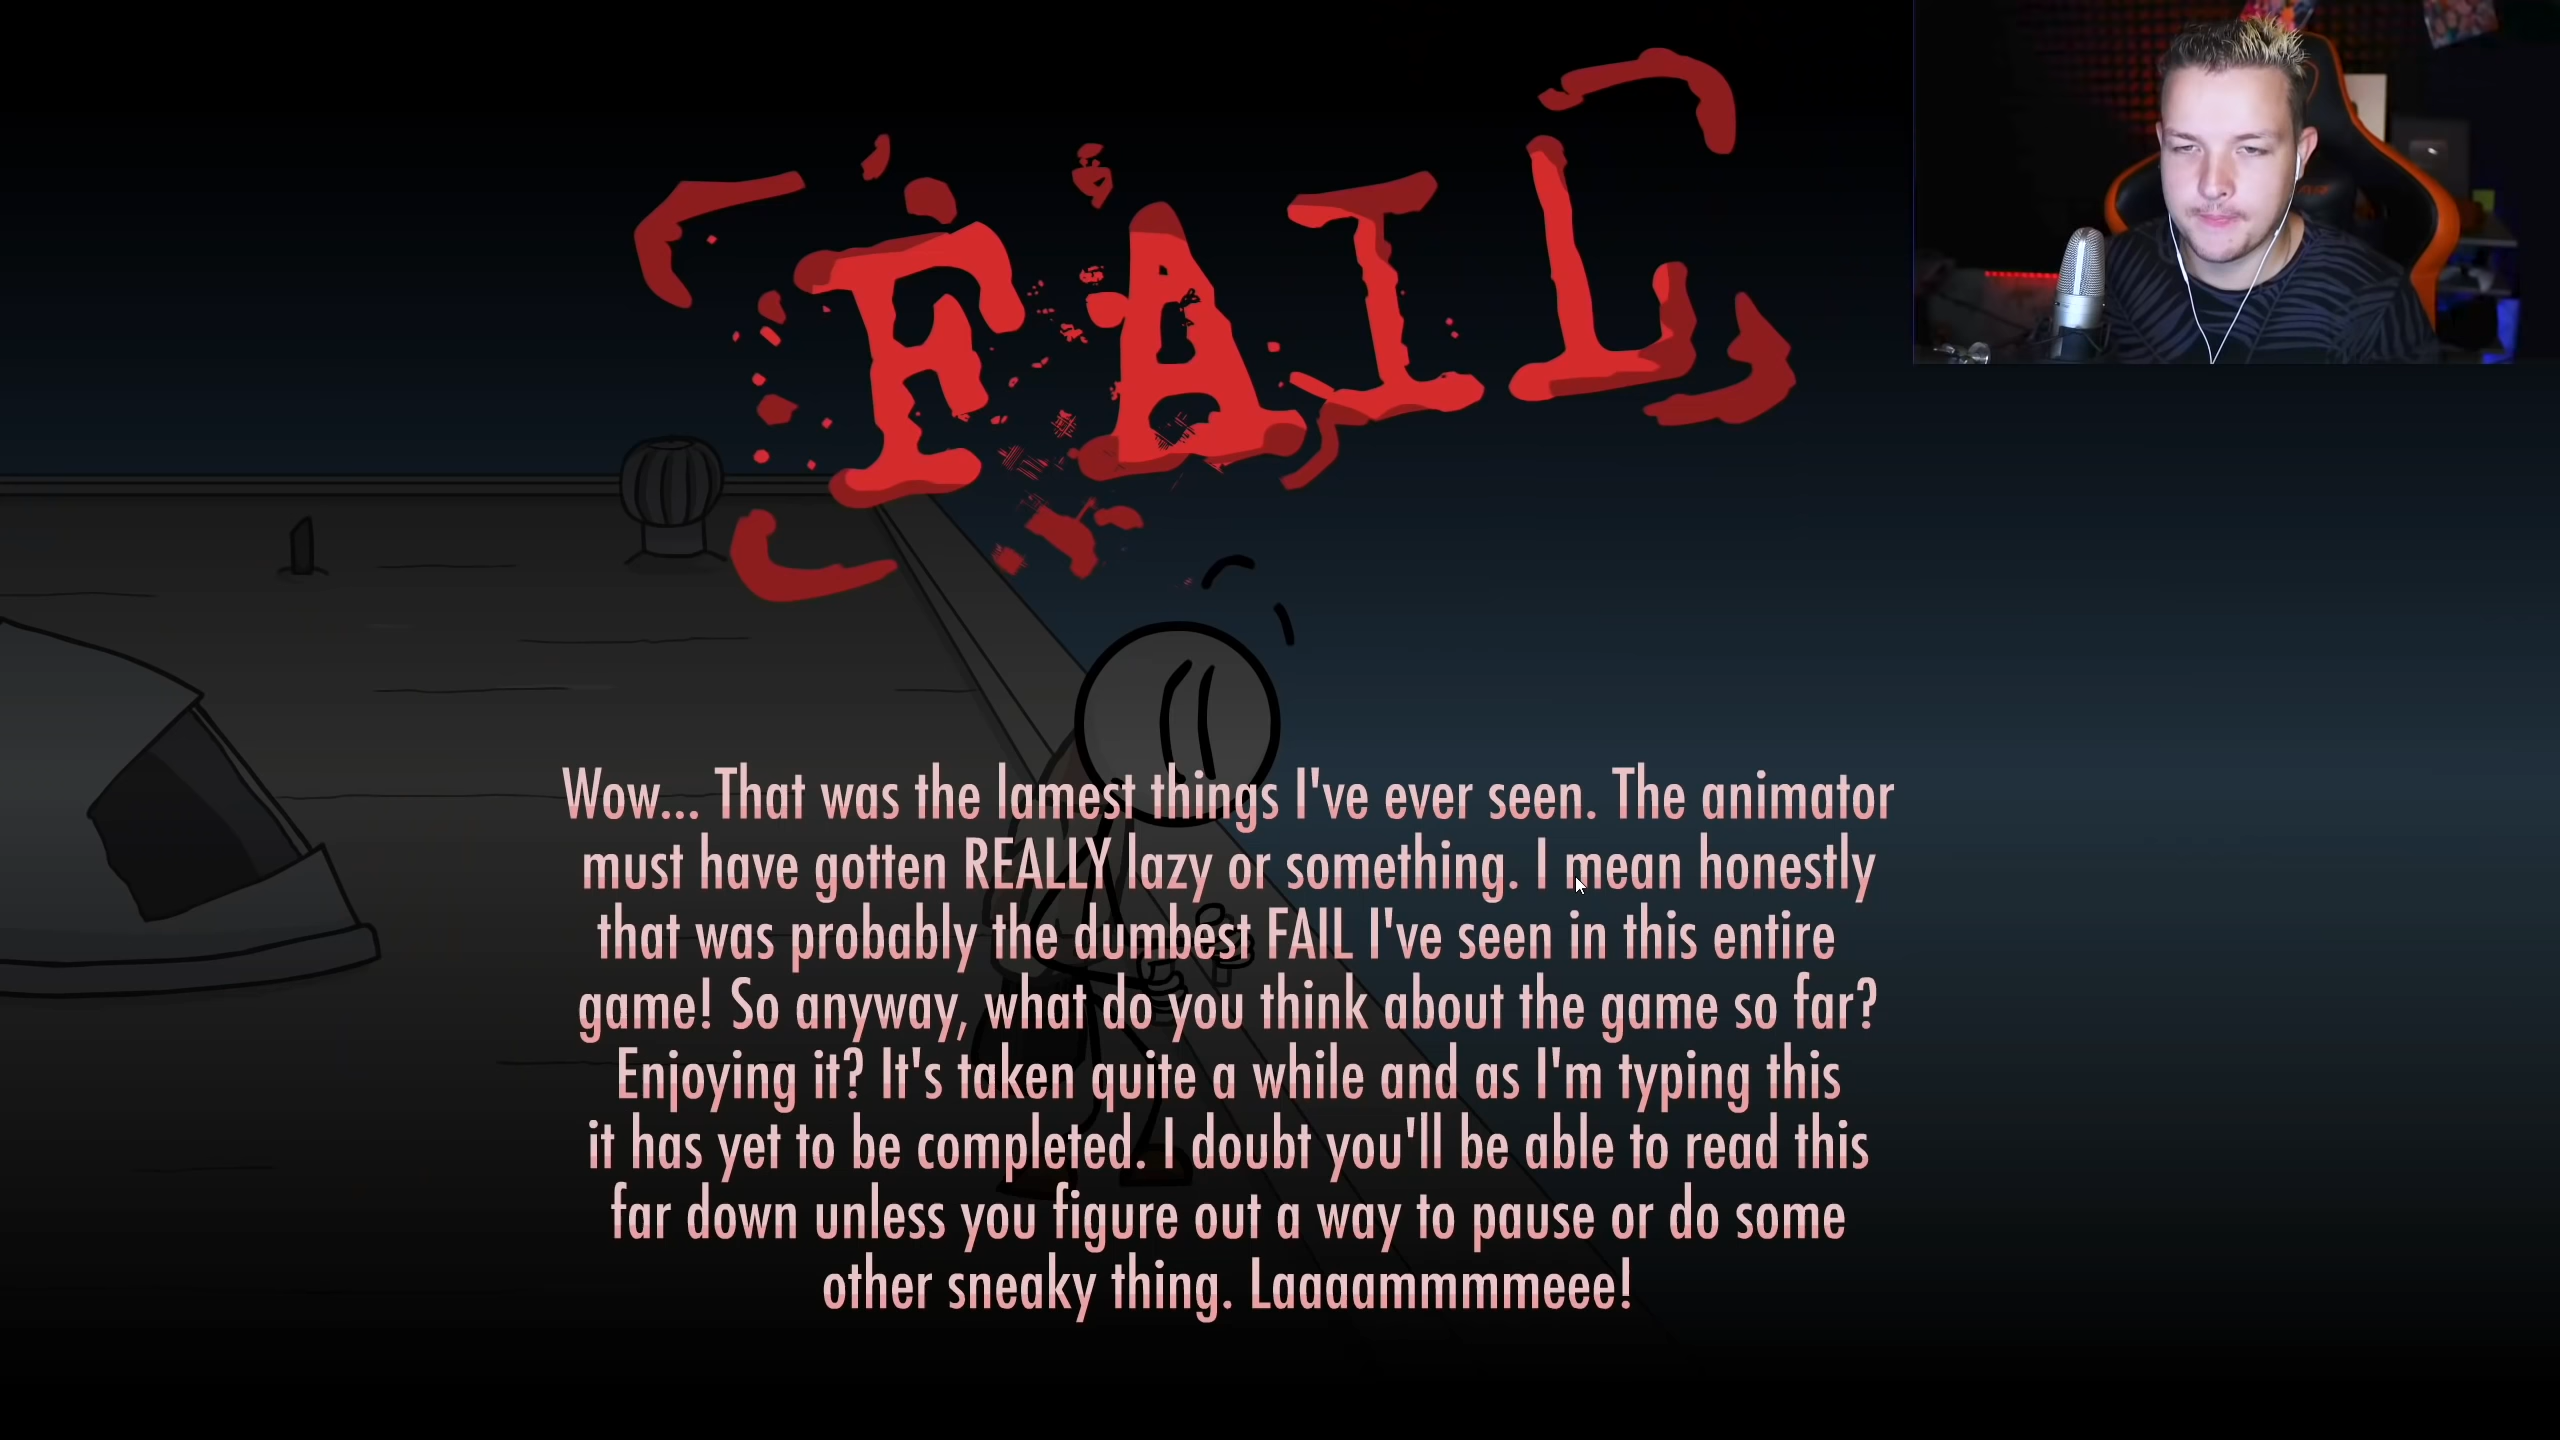 FAIL
Wow... That was the lamest things I've ever seen. The animator
must have gotten REALLY lazy or something. I mean honestly
that was probably the dumbest FAIL I've seen in this entire
game! So anyway, what do you think about the game so far?
Enjoying it? It's taken quite a while and as I'm typing this
it has yet to be completed. I doubt you'll be able to read this
far down unless you figure out a way to pause or do some
other sneaky thing. Laaaammmmeee!